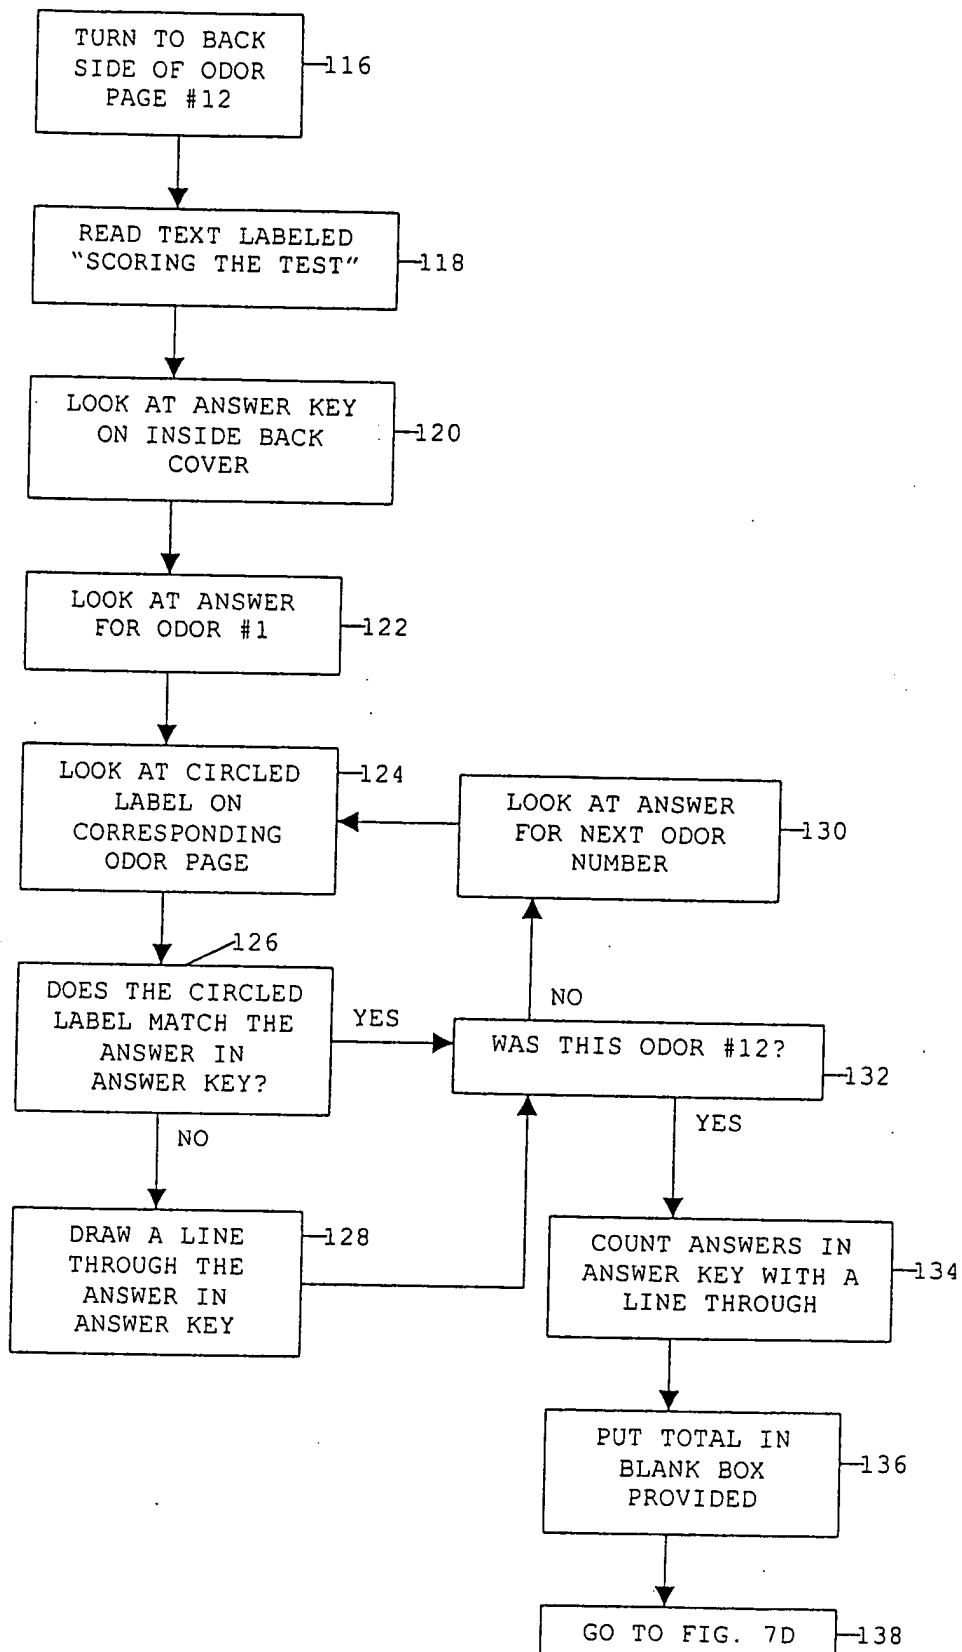 TURN TO BACK
SIDE OF ODOR
PAGE #12
116
READ TEXT LABELED
"SCORING THE TEST"
118
LOOK AT ANSWER KEY
ON INSIDE BACK
COVER
120
LOOK AT ANSWER
FOR ODOR #1
122
LOOK AT CIRCLED
LABEL ON
CORRESPONDING
ODOR PAGE
124
LOOK AT ANSWER
FOR NEXT ODOR
NUMBER
130
126
DOES THE CIRCLED
LABEL MATCH THE
ANSWER IN
ANSWER KEY?
YES
NO
NO
WAS THIS ODOR #12?
132
YES
DRAW A LINE
THROUGH THE
ANSWER IN
ANSWER KEY
128
COUNT ANSWERS IN
ANSWER KEY WITH A
LINE THROUGH
134
PUT TOTAL IN
BLANK BOX
PROVIDED
136
GO TO FIG. 7D
138